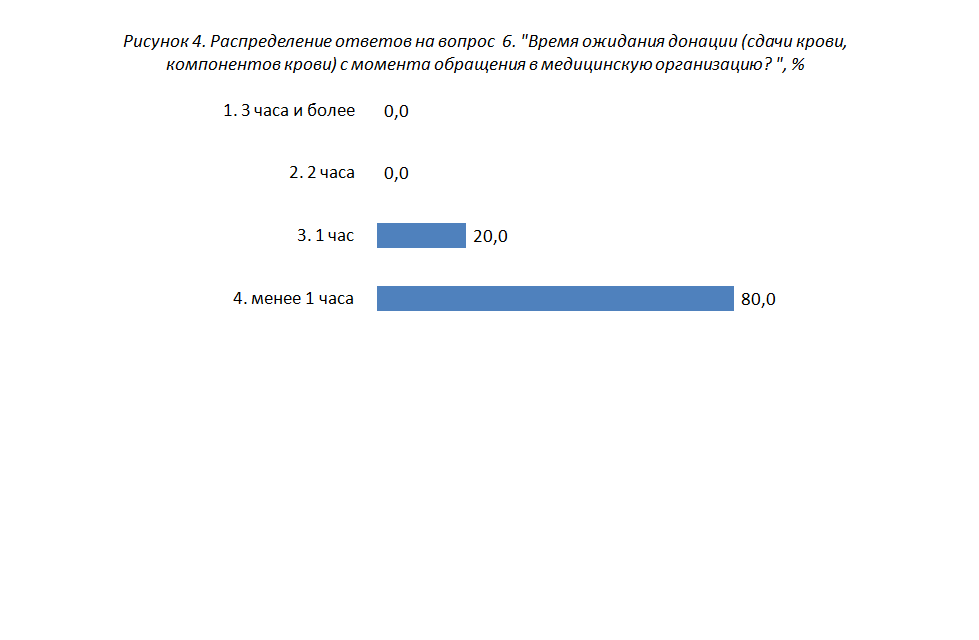 Рисунок 4. Распределение ответов на вопрос  6. "Время ожидания донации (сдачи крови,
компонентов крови) с момента обращения в медицинскую организацию? ", %
1. 3 часа и более 0,0
2. 2 часа 0,0
3. 1 час 20,0
4. менее 1 часа 80,0